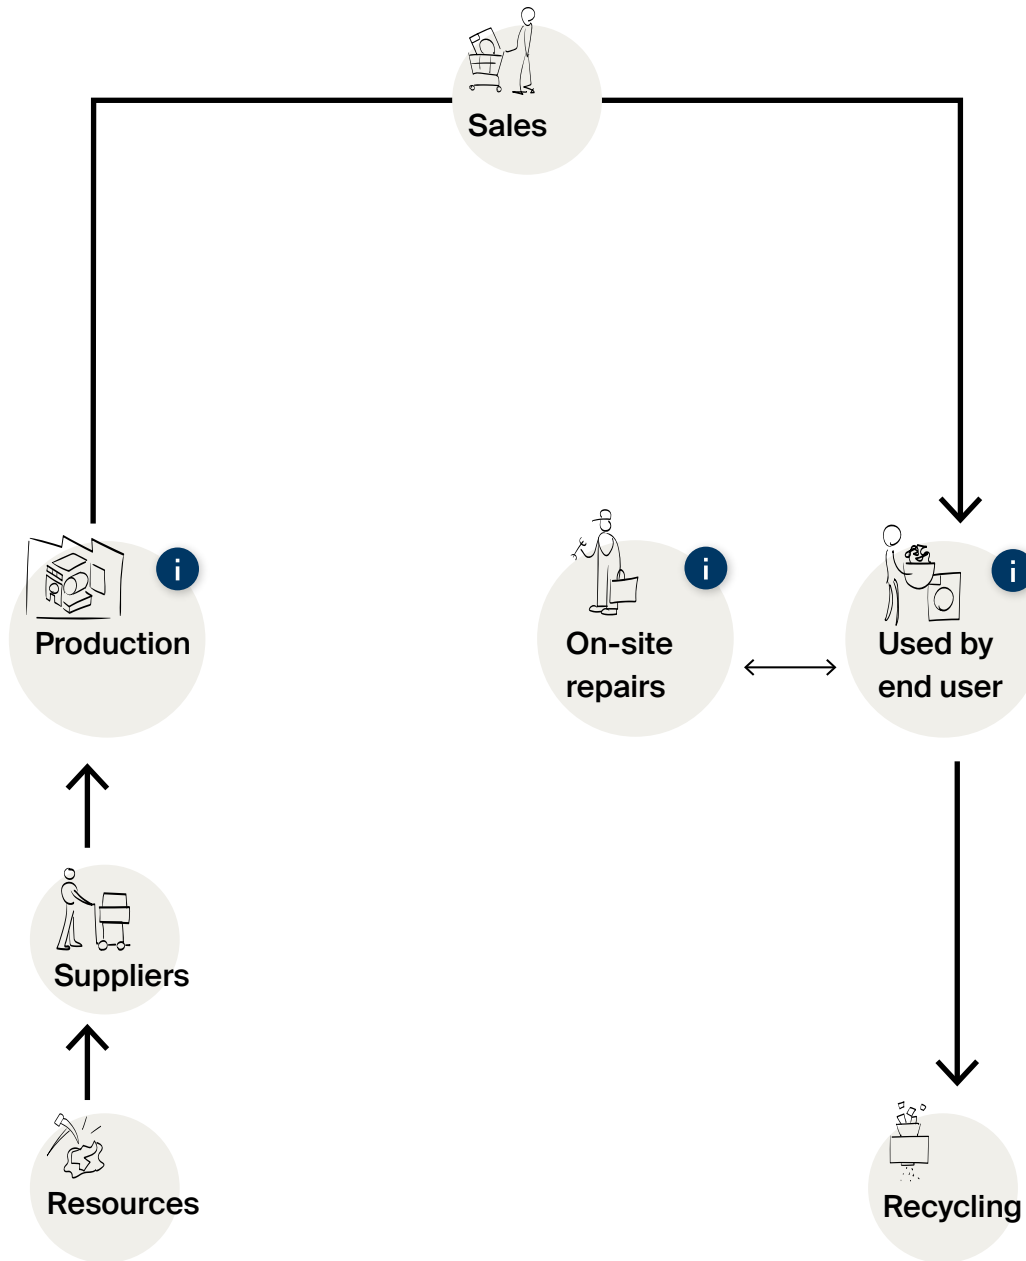 Sales
i
Production
i
On-site
repairs
i
Used by
end user
Suppliers
Resources
Recycling